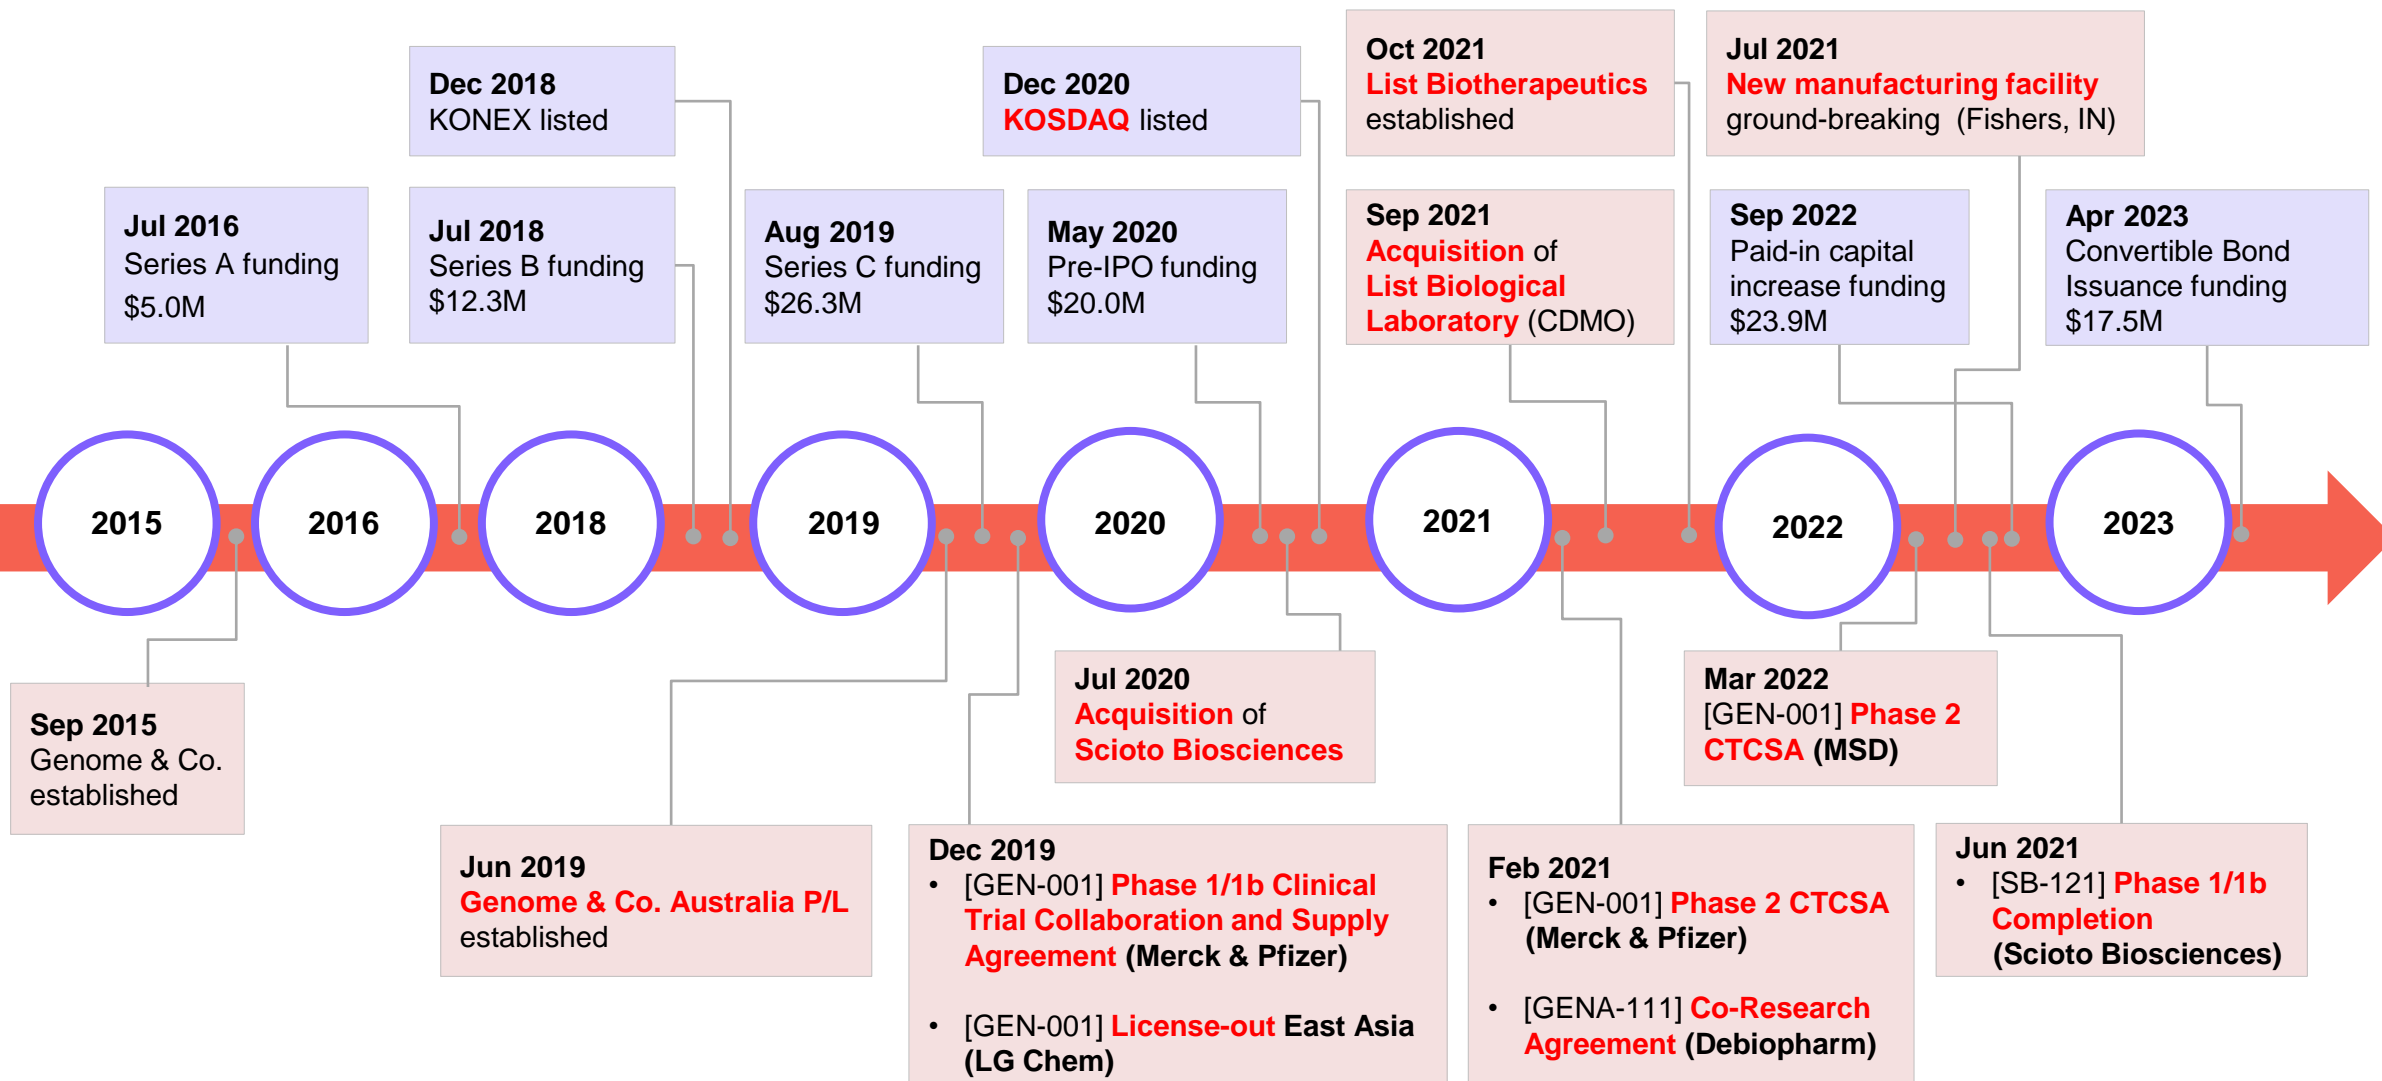 Dec 2018
KONEX listed
Dec 2020
KOSDAQ listed
Oct 2021
List Biotherapeutics
established
Jul 2021
New manufacturing facility
ground-breaking (Fishers, IN)
Jul 2016
Series A funding
$5.0M
Jul 2018
Series B funding
$12.3M
Aug 2019
Series C funding
$26.3M
May 2020
Pre-IPO funding
$20.0M
Sep 2021
Acquisition of
List Biological
Laboratory (CDMO)
Sep 2022
Paid-in capital
increase funding
$23.9M
Apr 2023
Convertible Bond
Issuance funding
$17.5M
2015
2016
2018
2019
2020
2021
2022
2023
Sep 2015
Genome & Co.
established
Jun 2019
Genome & Co. Australia P/L
established
Dec 2019
• [GEN-001] Phase 1/1b Clinical
Trial Collaboration and Supply
Agreement (Merck & Pfizer)
• [GEN-001] License-out East Asia
(LG Chem)
Jul 2020
Acquisition of
Scioto Biosciences
Feb 2021
• [GEN-001] Phase 2 CTCSA
(Merck & Pfizer)
• [GENA-111] Co-Research
Agreement (Debiopharm)
Mar 2022
[GEN-001] Phase 2
CTCSA (MSD)
Jun 2021
• [SB-121] Phase 1/1b
Completion
(Scioto Biosciences)